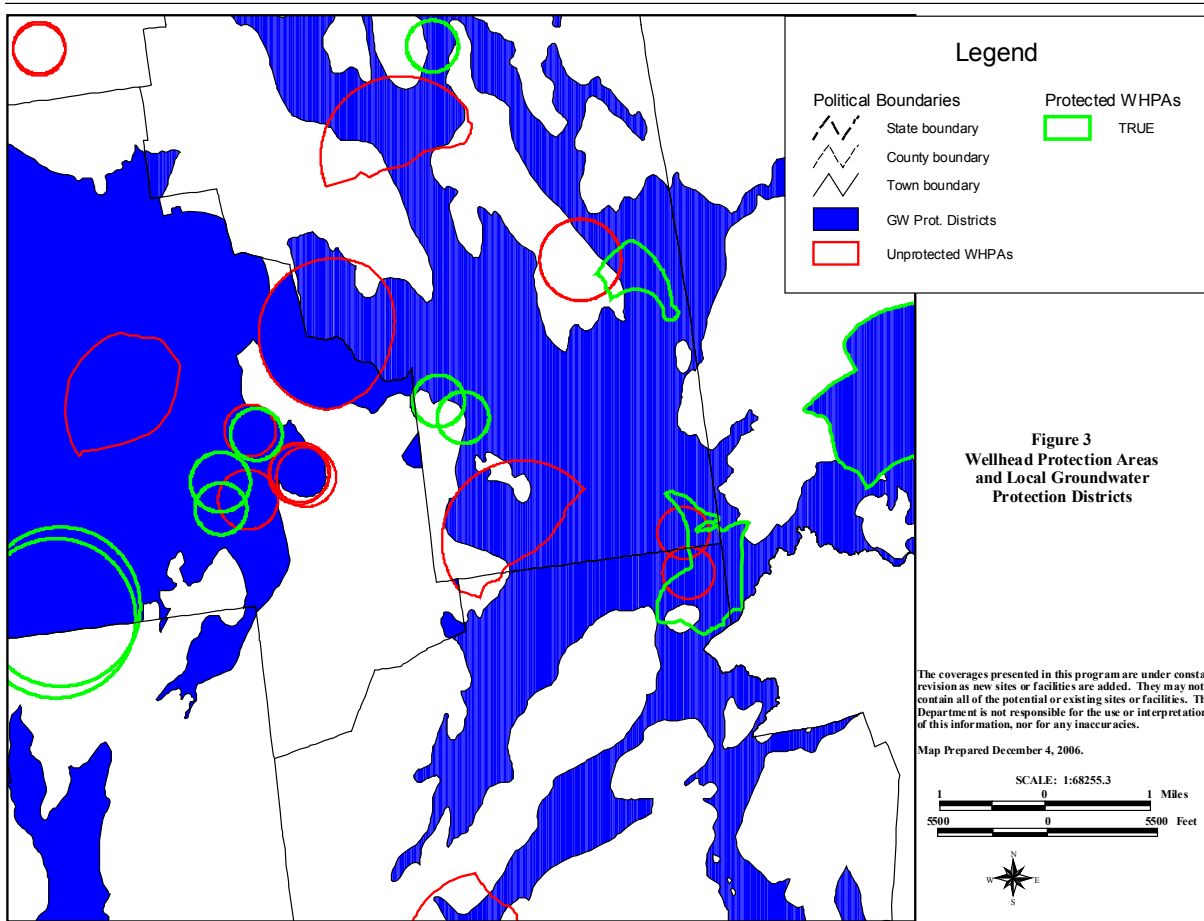 Legend
Political Boundaries
State boundary
County boundary
Town boundary
GW Prot. Districts
Unprotected WHPAs
Protected WHPAs
TRUE
Figure 3
Wellhead Protection Areas
and Local Groundwater
Protection Districts
The coverages presented in this program are under consta
revision as new sites or facilities are added. They may not
contain all of the potential or existing sites or facilities. Th
Department is not responsible for the use or interpretation
of this information, nor for any inaccuracies.
Map Prepared December 4, 2006.
SCALE: 1:68255.3
1 0 1 Miles
5500 0 5500 Feet
N
W E
S